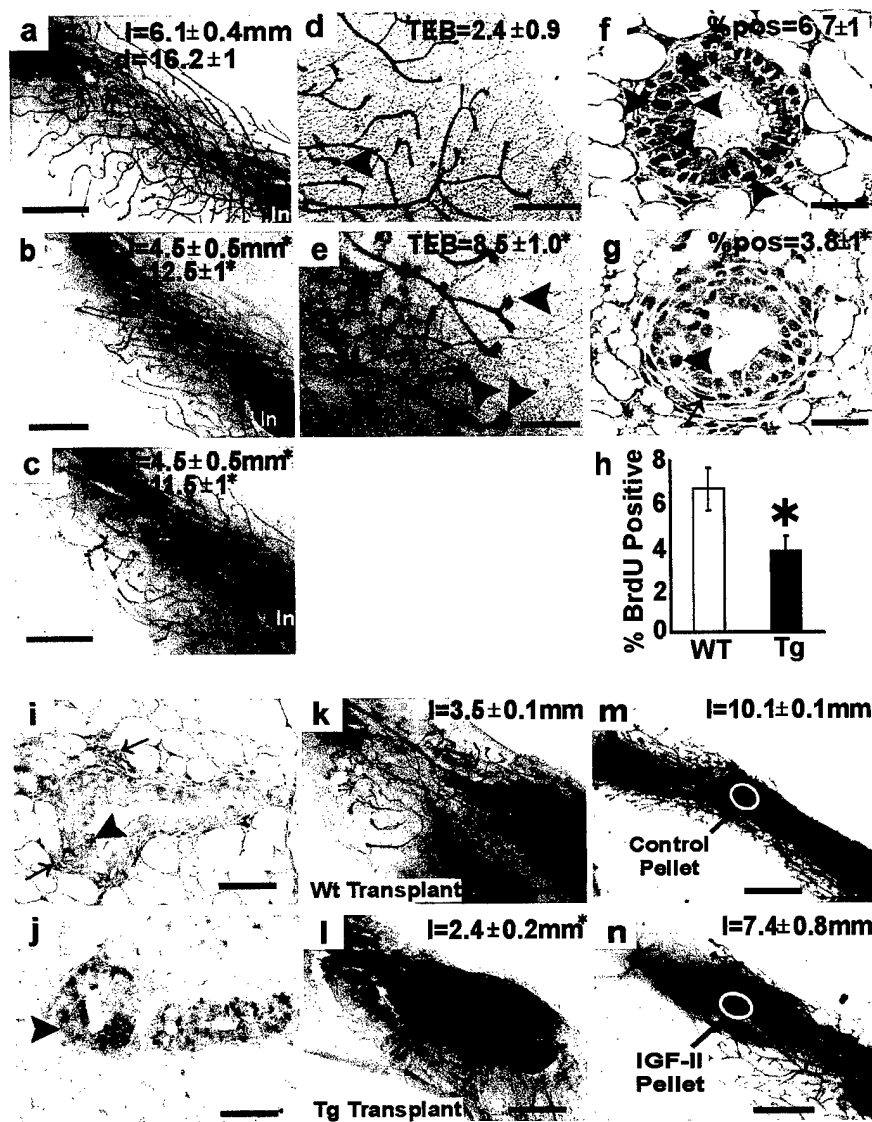 a
l=6.1±0.4mm
d=16.2±1
ln
b
l=4.5±0.5mm*
12.5±1*
ln
c
=4.5±0.5mm*
11.5±1*
ln
d
TEB=2.4±0.9
e
TEB=8.5±1.0*
f
%pos=6.7±1
g
%pos=3.8±1*
h
% BrdU Positive
8
6
4
2
0
*
WT
Tg
i
j
k
l=3.5±0.1mm
Wt Transplant
l
l=2.4±0.2mm*
Tg Transplant
m
l=10.1±0.1mm
Control
Pellet
n
l=7.4±0.8mm
IGF-II
Pellet